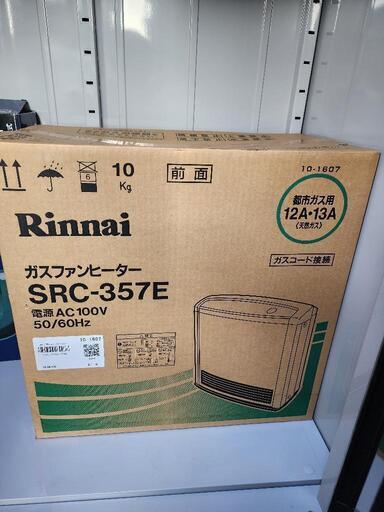 10
Kg
6
前面
10-1607
都市ガス用
12A・13A
(天然ガス)
ガスコード接続
Rinnai
ガスファンヒーター
SRC-357E
電源 AC100V
50/60Hz
10-1607